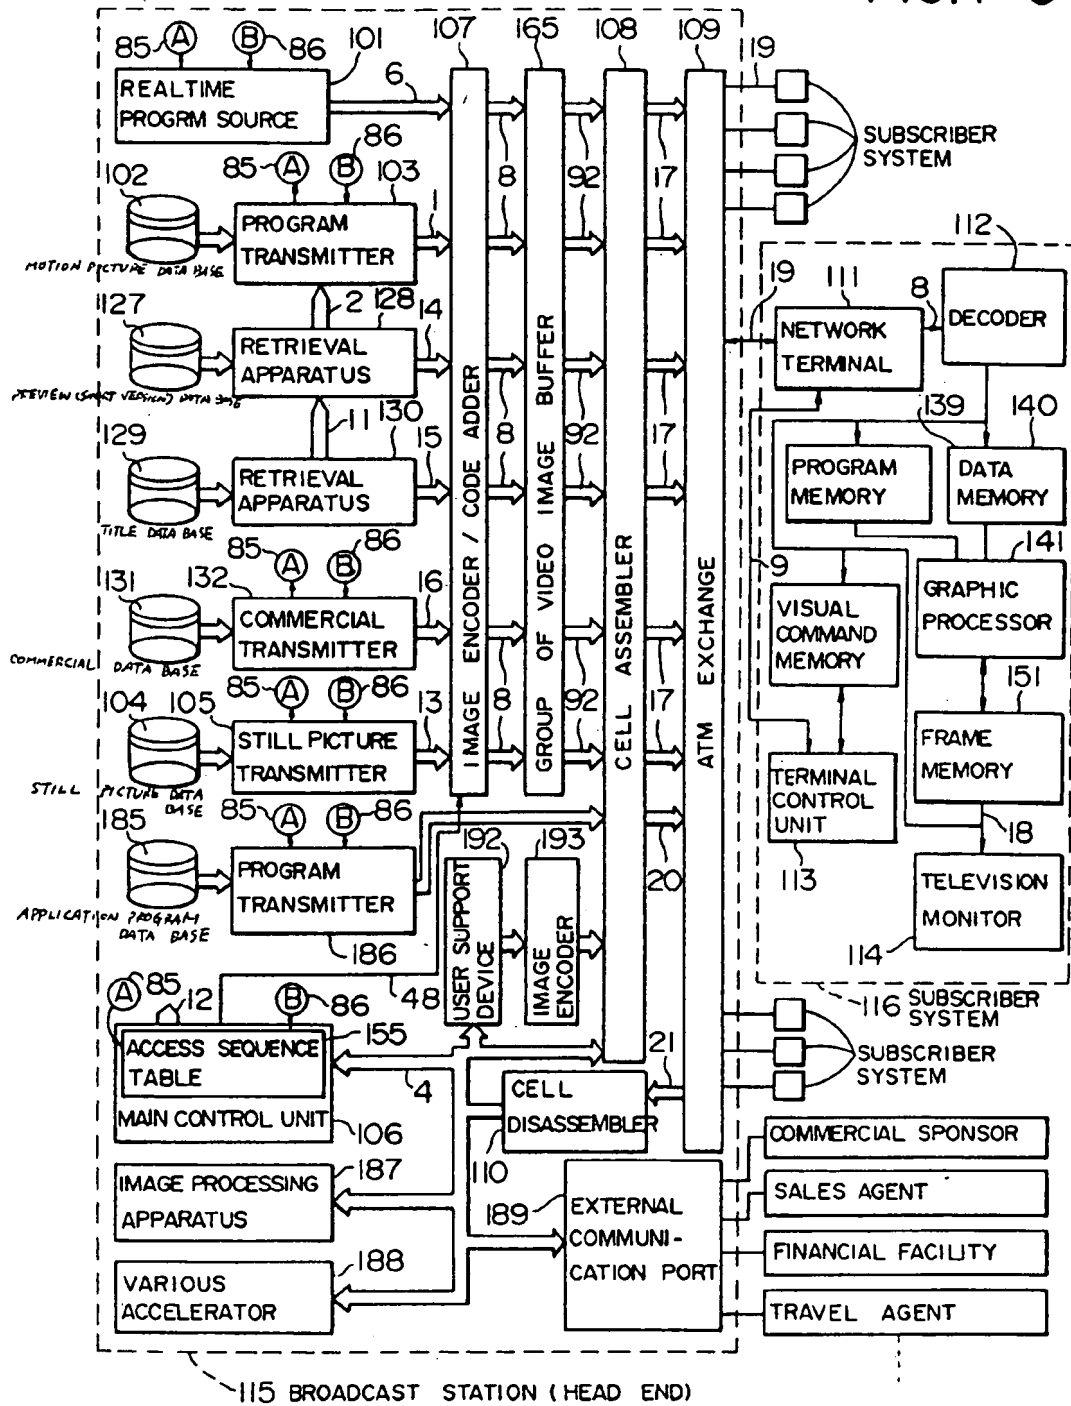 85 A B 86 101 107 165 108 109 19
REALTIME
PROGRM SOURCE
6
SUBSCRIBER
SYSTEM
8 92 17
85 A B 86
102 103
PROGRAM
TRANSMITTER
1
MOTION PICTURE DATA BASE
112
127 2 128 14
19 111 8
DECODER
NETWORK
TERMINAL
RETRIEVAL
APPARATUS
PREVIEW (SHORT VERSION) DATA BASE
8 92 17
129 11 130 15
139 140
RETRIEVAL
APPARATUS
TITLE DATA BASE
PROGRAM
MEMORY
DATA
MEMORY
IMAGE ENCODER / CODE ADDER
GROUP OF VIDEO IMAGE BUFFER
CELL ASSEMBLER
ATM EXCHANGE
85 A B 86
131 132 16
9 141
COMMERCIAL
TRANSMITTER
COMMERCIAL DATA BASE
VISUAL
COMMAND
MEMORY
GRAPHIC
PROCESSOR
85 A B 86
104 105 13 8 92 17
151
STILL PICTURE
TRANSMITTER
STILL PICTURE DATA
BASE
FRAME
MEMORY
TERMINAL
CONTROL
UNIT
113
18
85 A B 86
185 192 193 20
PROGRAM
TRANSMITTER
APPLICATION PROGRAM
DATA BASE
186
USER SUPPORT
DEVICE
IMAGE
ENCODER
TELEVISION
MONITOR
114
A 85 12 B 86 48
116 SUBSCRIBER
SYSTEM
155
ACCESS SEQUENCE
TABLE
MAIN CONTROL UNIT
106
4
21
CELL
DISASSEMBLER
110
SUBSCRIBER
SYSTEM
187
IMAGE PROCESSING
APPARATUS
188
VARIOUS
ACCELERATOR
189
EXTERNAL
COMMUNI-
CATION PORT
COMMERCIAL SPONSOR
SALES AGENT
FINANCIAL FACILITY
TRAVEL AGENT
115 BROADCAST STATION (HEAD END)